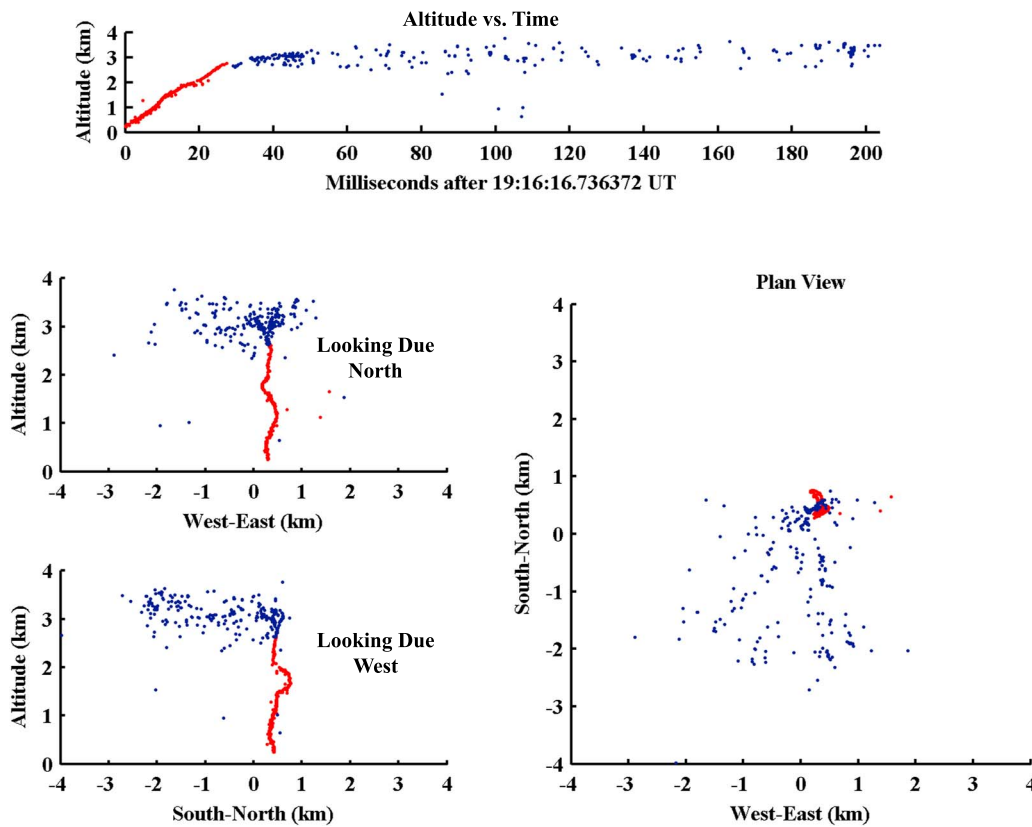 Altitude vs. Time
Altitude (km)
4
3
2
1
0
0 20 40 60 80 100 120 140 160 180 200
Milliseconds after 19:16:16.736372 UT
Altitude (km)
4
3
2
1
0
Looking Due
North
-4 -3 -2 -1 0 1 2 3 4
West-East (km)
Altitude (km)
4
3
2
1
0
Looking Due
West
-4 -3 -2 -1 0 1 2 3 4
South-North (km)
Plan View
South-North (km)
4
3
2
1
0
-1
-2
-3
-4
-4 -3 -2 -1 0 1 2 3 4
West-East (km)